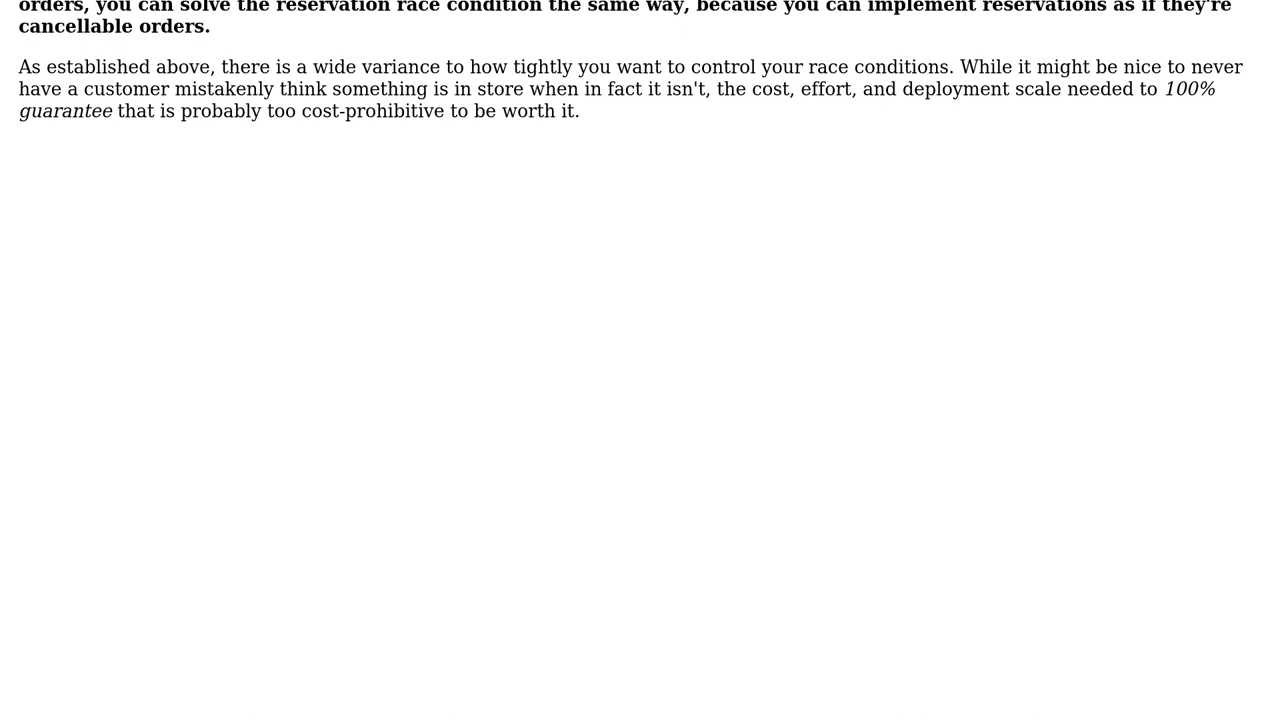 orders, you can solve the reservation race condition the same way, because you can implement reservations as if they're
cancellable orders.
As established above, there is a wide variance to how tightly you want to control your race conditions. While it might be nice to never
have a customer mistakenly think something is in store when in fact it isn't, the cost, effort, and deployment scale needed to 100%
guarantee that is probably too cost-prohibitive to be worth it.